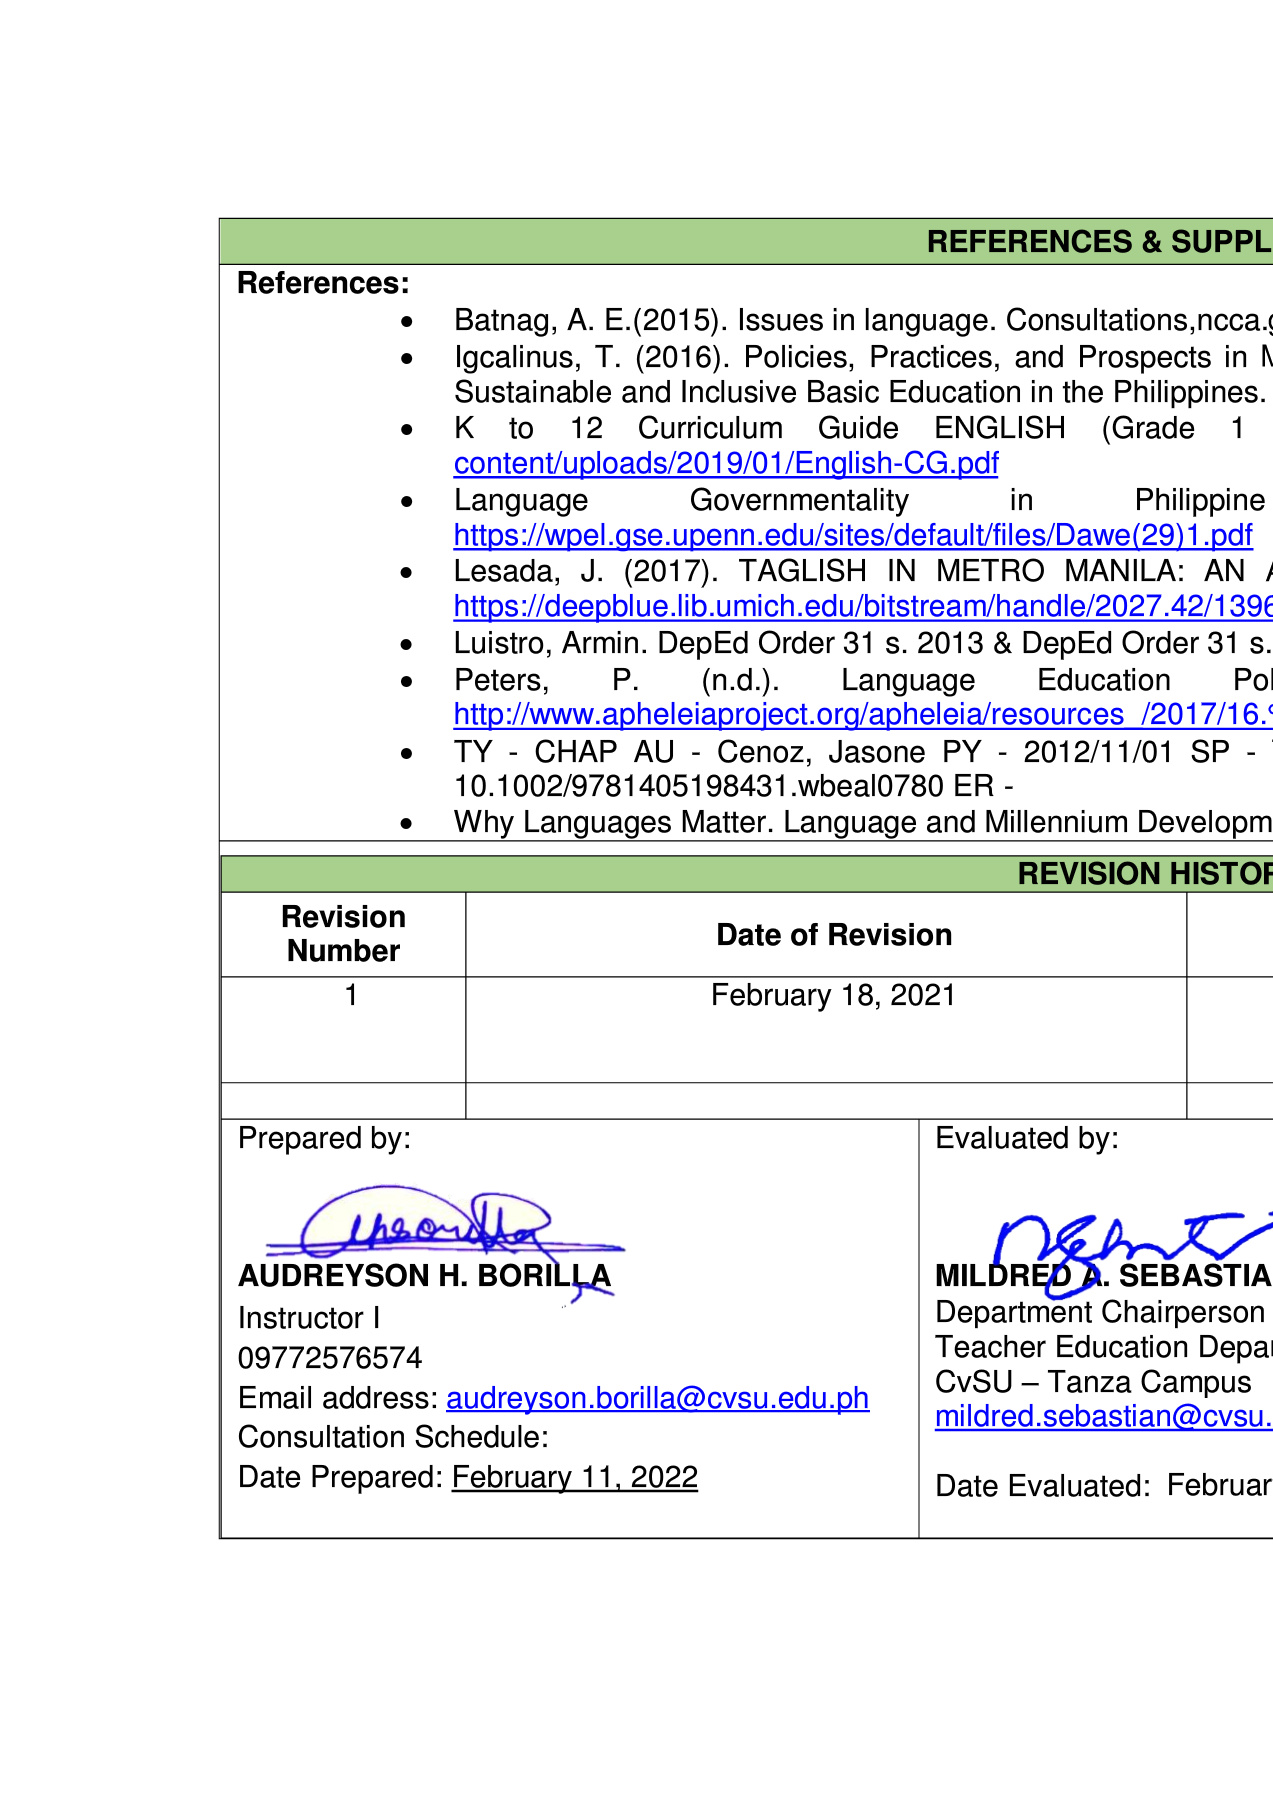 REFERENCES & SUPPL
References:
• Batnag, A. E.(2015). Issues in language. Consultations,ncca.g
• Igcalinus, T. (2016). Policies, Practices, and Prospects in M
Sustainable and Inclusive Basic Education in the Philippines.
• K to 12 Curriculum Guide ENGLISH (Grade 1
content/uploads/2019/01/English-CG.pdf
• Language Governmentality in Philippine
https://wpel.gse.upenn.edu/sites/default/files/Dawe(29)1.pdf
• Lesada, J. (2017). TAGLISH IN METRO MANILA: AN A
https://deepblue.lib.umich.edu/bitstream/handle/2027.42/1396
• Luistro, Armin. DepEd Order 31 s. 2013 & DepEd Order 31 s.
• Peters, P. (n.d.). Language Education Pol
http://www.apheleiaproject.org/apheleia/resources_/2017/16.%
• TY - CHAP AU - Cenoz, Jasone PY - 2012/11/01 SP -
10.1002/9781405198431.wbeal0780 ER -
• Why Languages Matter. Language and Millennium Developm
REVISION HISTOR
Revision
Number
Date of Revision
1
February 18, 2021
Prepared by:
AUDREYSON H. BORILLA
Instructor I
09772576574
Email address: audreyson.borilla@cvsu.edu.ph
Consultation Schedule:
Date Prepared: February 11, 2022
Evaluated by:
MILDRED A. SEBASTIA
Department Chairperson
Teacher Education Depar
CvSU – Tanza Campus
mildred.sebastian@cvsu.
Date Evaluated: Februar